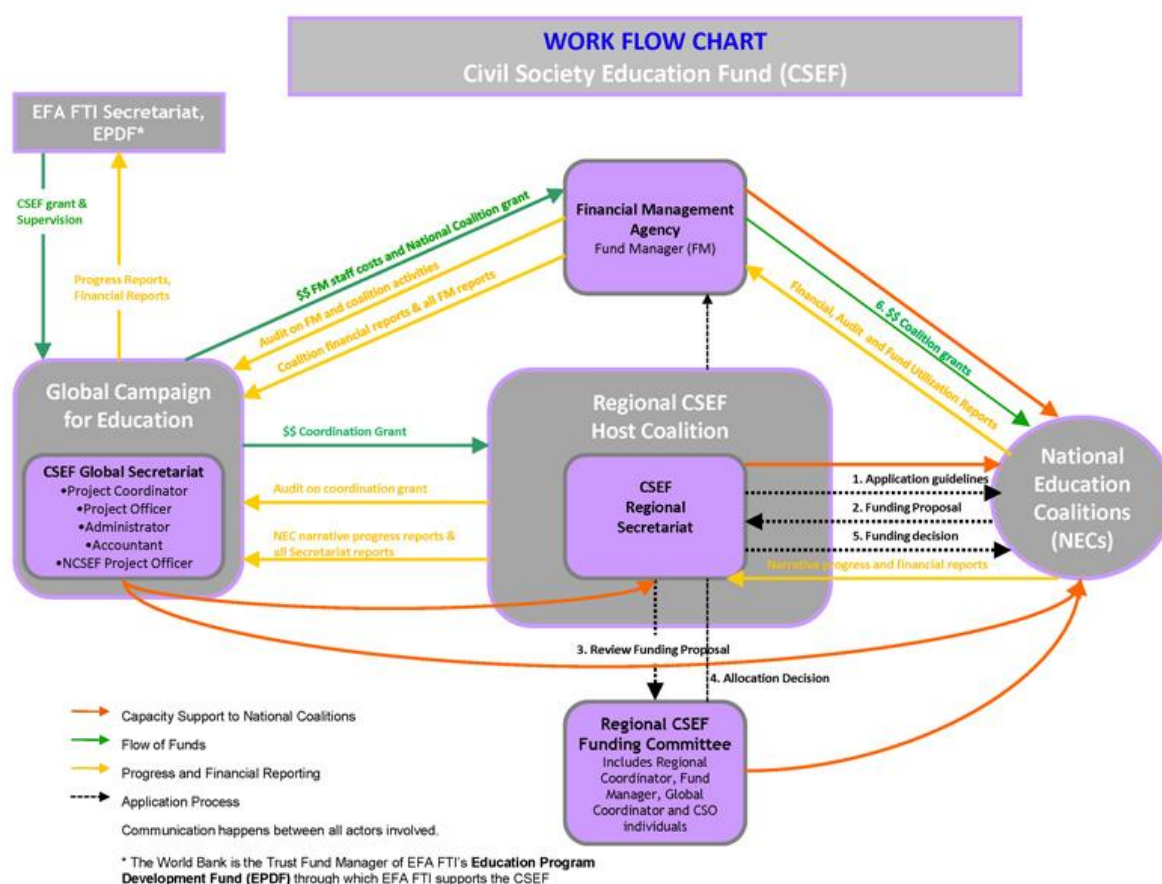 WORK FLOW CHART
Civil Society Education Fund (CSEF)
EFA FTI Secretariat,
EPDF*
CSEF grant &
Supervision
Progress Reports,
Financial Reports
$$ FM staff costs and National Coalition grant
Audit on FM and coalition activities
Coalition financial reports & all FM reports
Financial Management
Agency
Fund Manager (FM)
6. $$ Coalition grants
Financial, Audit and Fund Utilization Reports
Global Campaign
for Education
CSEF Global Secretariat
•Project Coordinator
•Project Officer
•Administrator
•Accountant
•NCSEF Project Officer
$$ Coordination Grant
Audit on coordination grant
NEC narrative progress reports &
all Secretariat reports
Regional CSEF
Host Coalition
CSEF
Regional
Secretariat
1. Application guidelines
2. Funding Proposal
5. Funding decision
Narrative progress and financial reports
National
Education
Coalitions
(NECs)
3. Review Funding Proposal
4. Allocation Decision
Regional CSEF
Funding Committee
Includes Regional
Coordinator, Fund
Manager, Global
Coordinator and CSO
individuals
Capacity Support to National Coalitions
Flow of Funds
Progress and Financial Reporting
Application Process
Communication happens between all actors involved.
* The World Bank is the Trust Fund Manager of EFA FTI's Education Program
Development Fund (EPDF) through which EFA FTI supports the CSEF